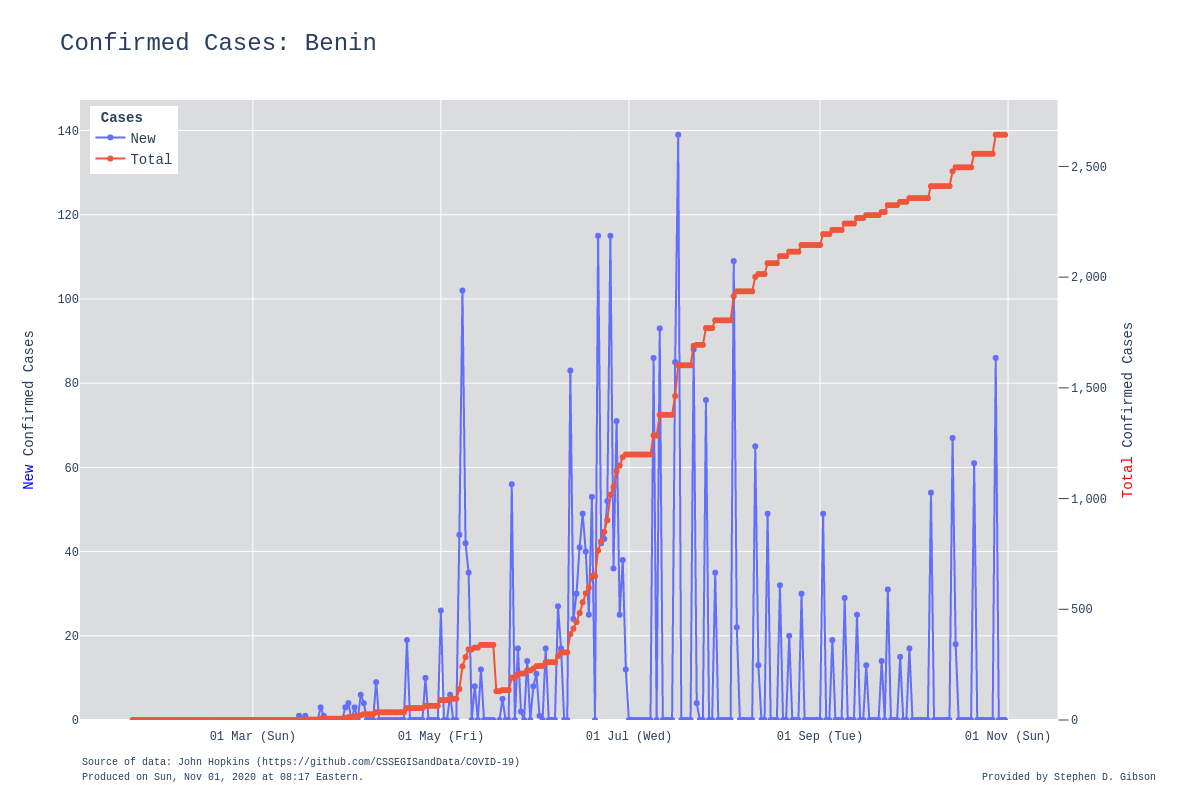 Confirmed Cases: Benin
Cases
New
Total
140
120
100
80
60
40
20
0
2,500
2,000
1,500
1,000
500
0
New Confirmed Cases
Total Confirmed Cases
01 Mar (Sun)
01 May (Fri)
01 Jul (Wed)
01 Sep (Tue)
01 Nov (Sun)
Source of data: John Hopkins (https://github.com/CSSEGISandData/COVID-19)
Produced on Sun, Nov 01, 2020 at 08:17 Eastern.
Provided by Stephen D. Gibson